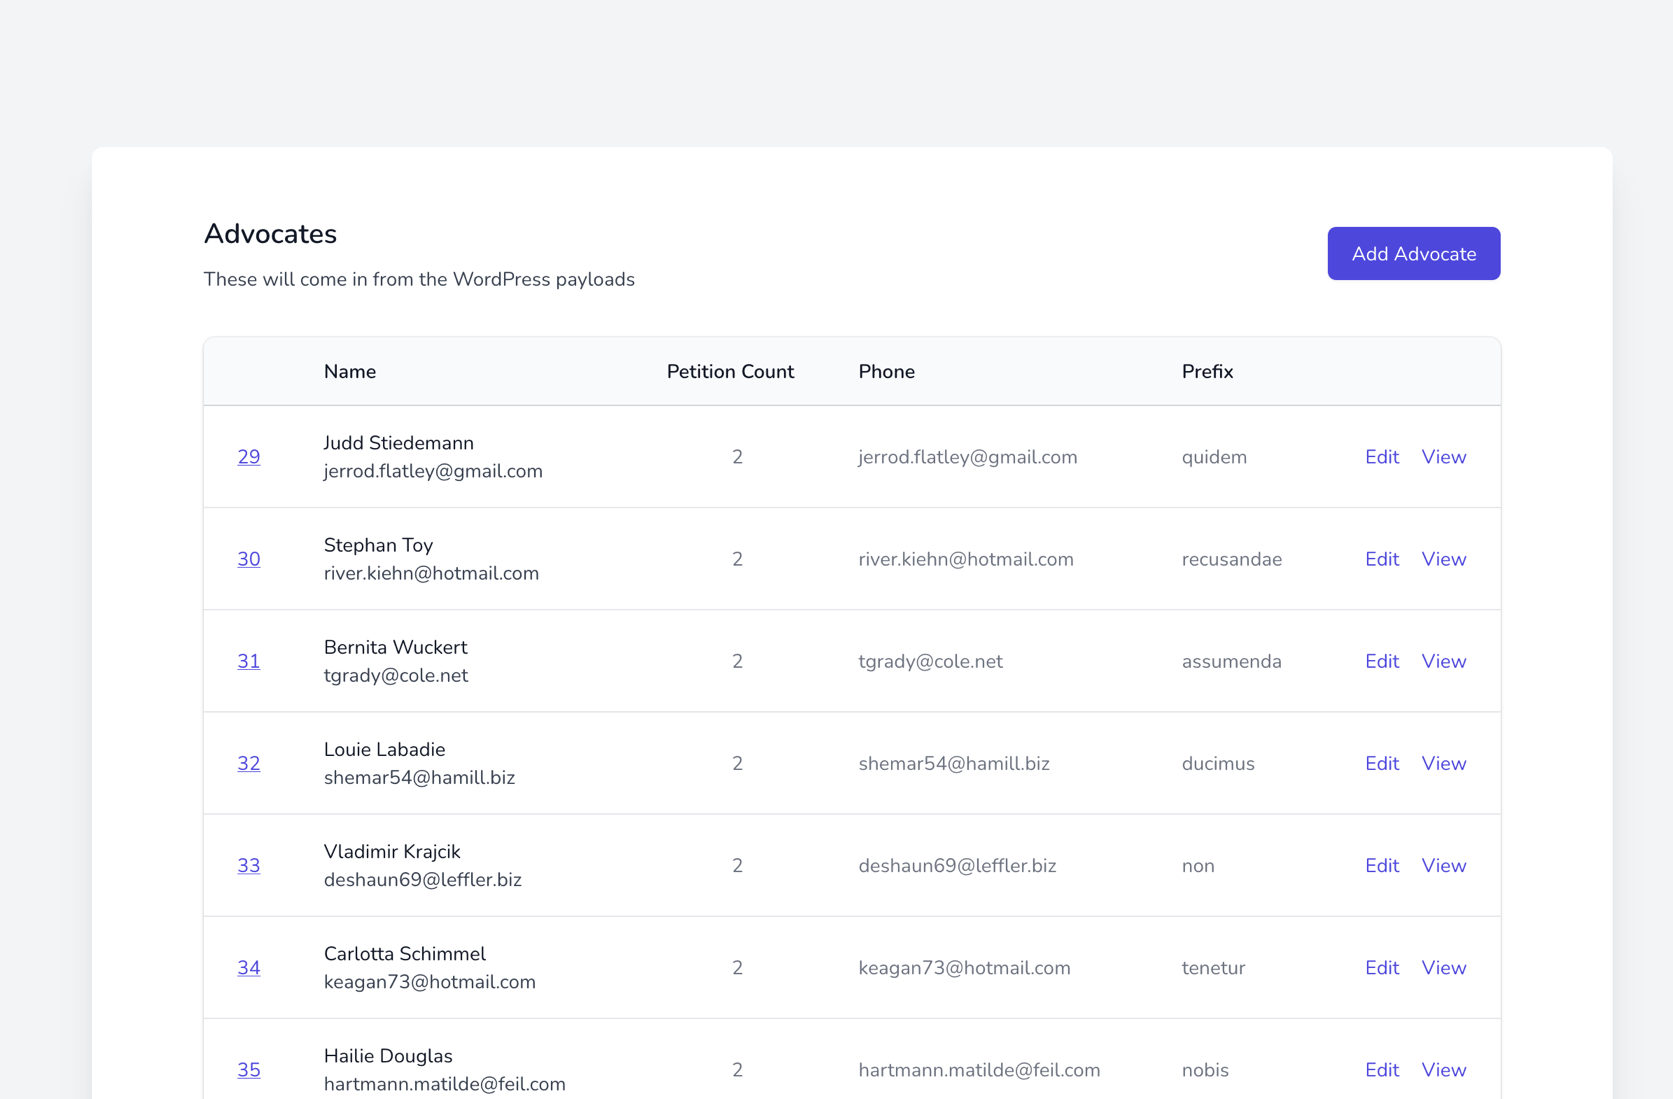 Advocates
These will come in from the WordPress payloads
Add Advocate
Name Petition Count Phone Prefix
29 Judd Stiedemann jerrod.flatley@gmail.com 2 jerrod.flatley@gmail.com quidem Edit View
30 Stephan Toy river.kiehn@hotmail.com 2 river.kiehn@hotmail.com recusandae Edit View
31 Bernita Wuckert tgrady@cole.net 2 tgrady@cole.net assumenda Edit View
32 Louie Labadie shemar54@hamill.biz 2 shemar54@hamill.biz ducimus Edit View
33 Vladimir Krajcik deshaun69@leffler.biz 2 deshaun69@leffler.biz non Edit View
34 Carlotta Schimmel keagan73@hotmail.com 2 keagan73@hotmail.com tenetur Edit View
35 Hailie Douglas hartmann.matilde@feil.com 2 hartmann.matilde@feil.com nobis Edit View